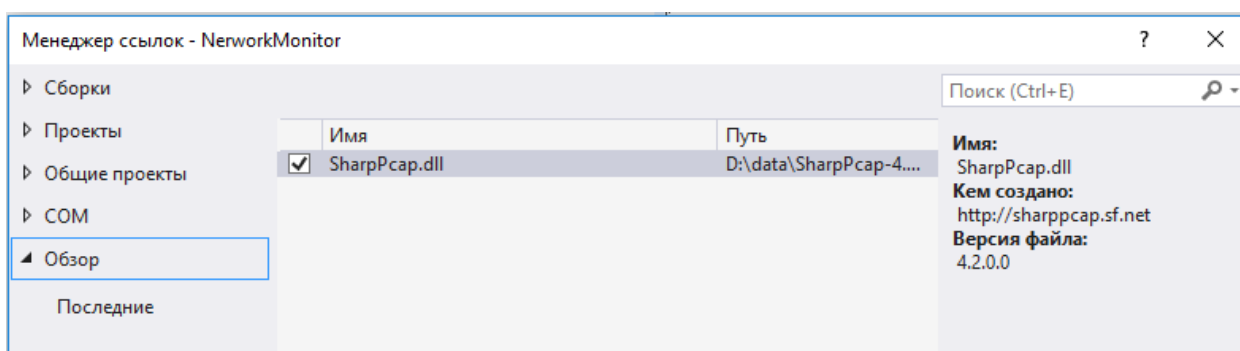 Менеджер ссылок - NerworkMonitor
?
Сборки
Проекты
Общие проекты
COM
Обзор
Последние
Имя Путь
SharpPcap.dll D:\data\SharpPcap-4....
Поиск (Ctrl+E)
Имя:
SharpPcap.dll
Кем создано:
http://sharppcap.sf.net
Версия файла:
4.2.0.0